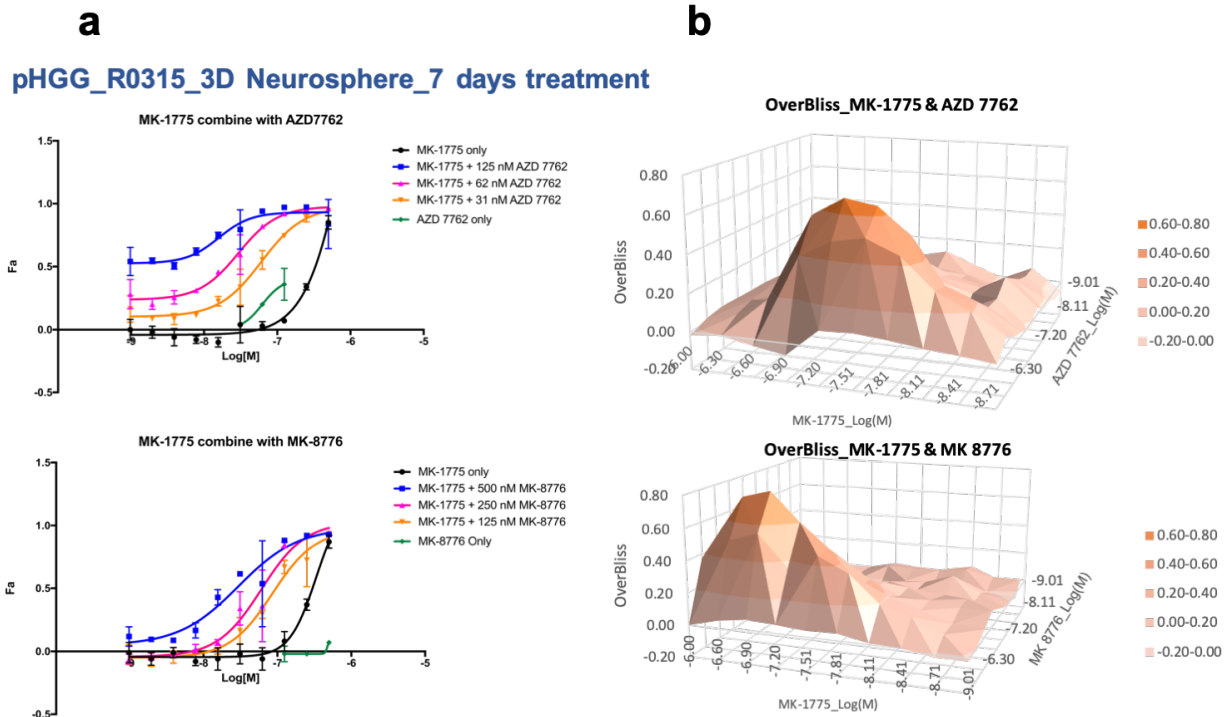 a
b
pHGG_R0315_3D Neurosphere_7 days treatment
MK-1775 combine with AZD7762
1.5
1.0
0.5
0.0
-0.5
Fa
-9
-8
-7
-6
-5
Log[M]
MK-1775 only
MK-1775 + 125 nM AZD 7762
MK-1775 + 62 nM AZD 7762
MK-1775 + 31 nM AZD 7762
AZD 7762 only
OverBliss_MK-1775 & AZD 7762
0.80
0.60
0.40
0.20
0.00
-0.20
OverBliss
-6.00
-6.30
-6.60
-6.90
-7.20
-7.51
-7.81
-8.11
-8.41
-8.71
MK-1775_Log(M)
-9.01
-8.11
-7.20
-6.30
AZD 7762_Log(M)
0.60-0.80
0.40-0.60
0.20-0.40
0.00-0.20
-0.20-0.00
MK-1775 combine with MK-8776
1.5
1.0
0.5
0.0
-0.5
Fa
-9
-8
-7
-6
-5
Log[M]
MK-1775 only
MK-1775 + 500 nM MK-8776
MK-1775 + 250 nM MK-8776
MK-1775 + 125 nM MK-8776
MK-8776 Only
OverBliss_MK-1775 & MK 8776
0.80
0.60
0.40
0.20
0.00
-0.20
OverBliss
-6.00
-6.60
-6.90
-7.20
-7.51
-7.81
-8.11
-8.41
-8.71
-9.01
MK-1775_Log(M)
-9.01
-8.11
-7.20
-6.30
MK 8776_Log(M)
0.60-0.80
0.40-0.60
0.20-0.40
0.00-0.20
-0.20-0.00